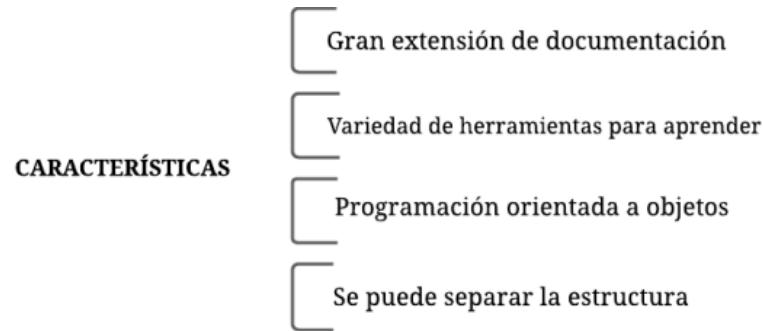 Gran extensión de documentación
Variedad de herramientas para aprender
CARACTERÍSTICAS
Programación orientada a objetos
Se puede separar la estructura